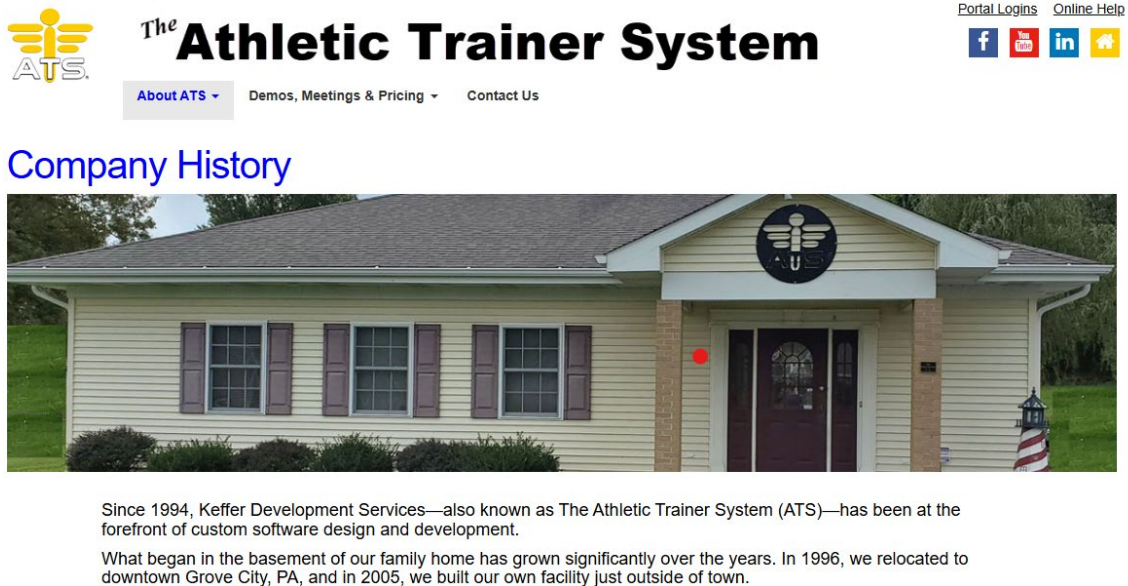 Portal Logins Online Help
The Athletic Trainer System
ATS.
You Tube
in
About ATS
Demos, Meetings & Pricing
Contact Us
Company History
ATS
Since 1994, Keffer Development Services—also known as The Athletic Trainer System (ATS)—has been at the
forefront of custom software design and development.
What began in the basement of our family home has grown significantly over the years. In 1996, we relocated to
downtown Grove City, PA, and in 2005, we built our own facility just outside of town.